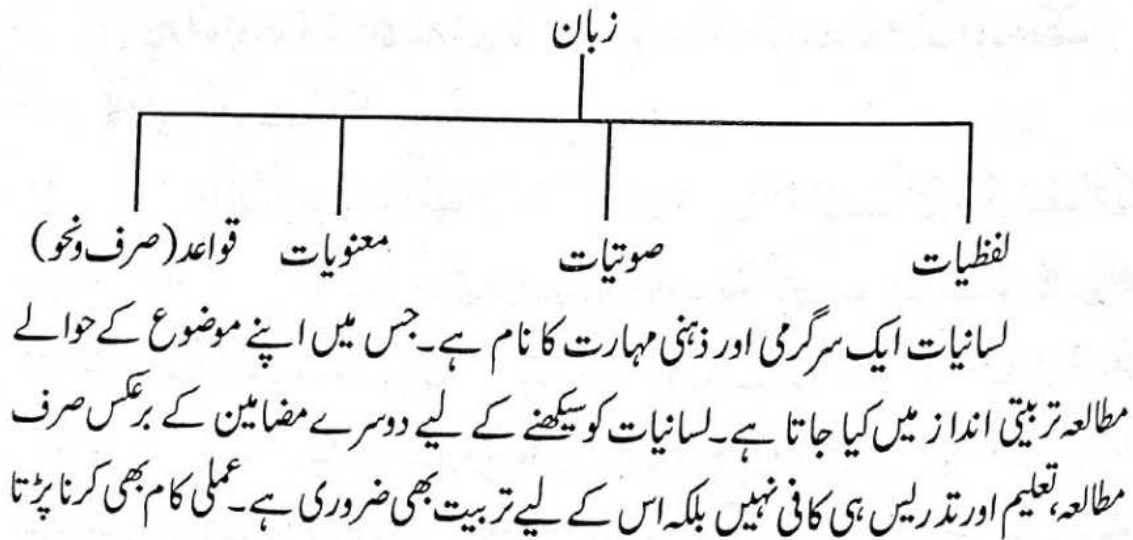 زبان
لفظیات صوتیات معنویات قواعد (صرف ونحو)
لسانیات ایک سرگرمی اور ذہنی مہارت کا نام ہے۔ جس میں اپنے موضوع کے حوالے
مطالعہ تربیتی انداز میں کیا جاتا ہے۔ لسانیات کو سیکھنے کے لیے دوسرے مضامین کے برعکس صرف
مطالعہ، تعلیم اور تدریس ہی کافی نہیں بلکہ اس کے لیے تربیت بھی ضروری ہے۔ عملی کام بھی کرنا پڑتا